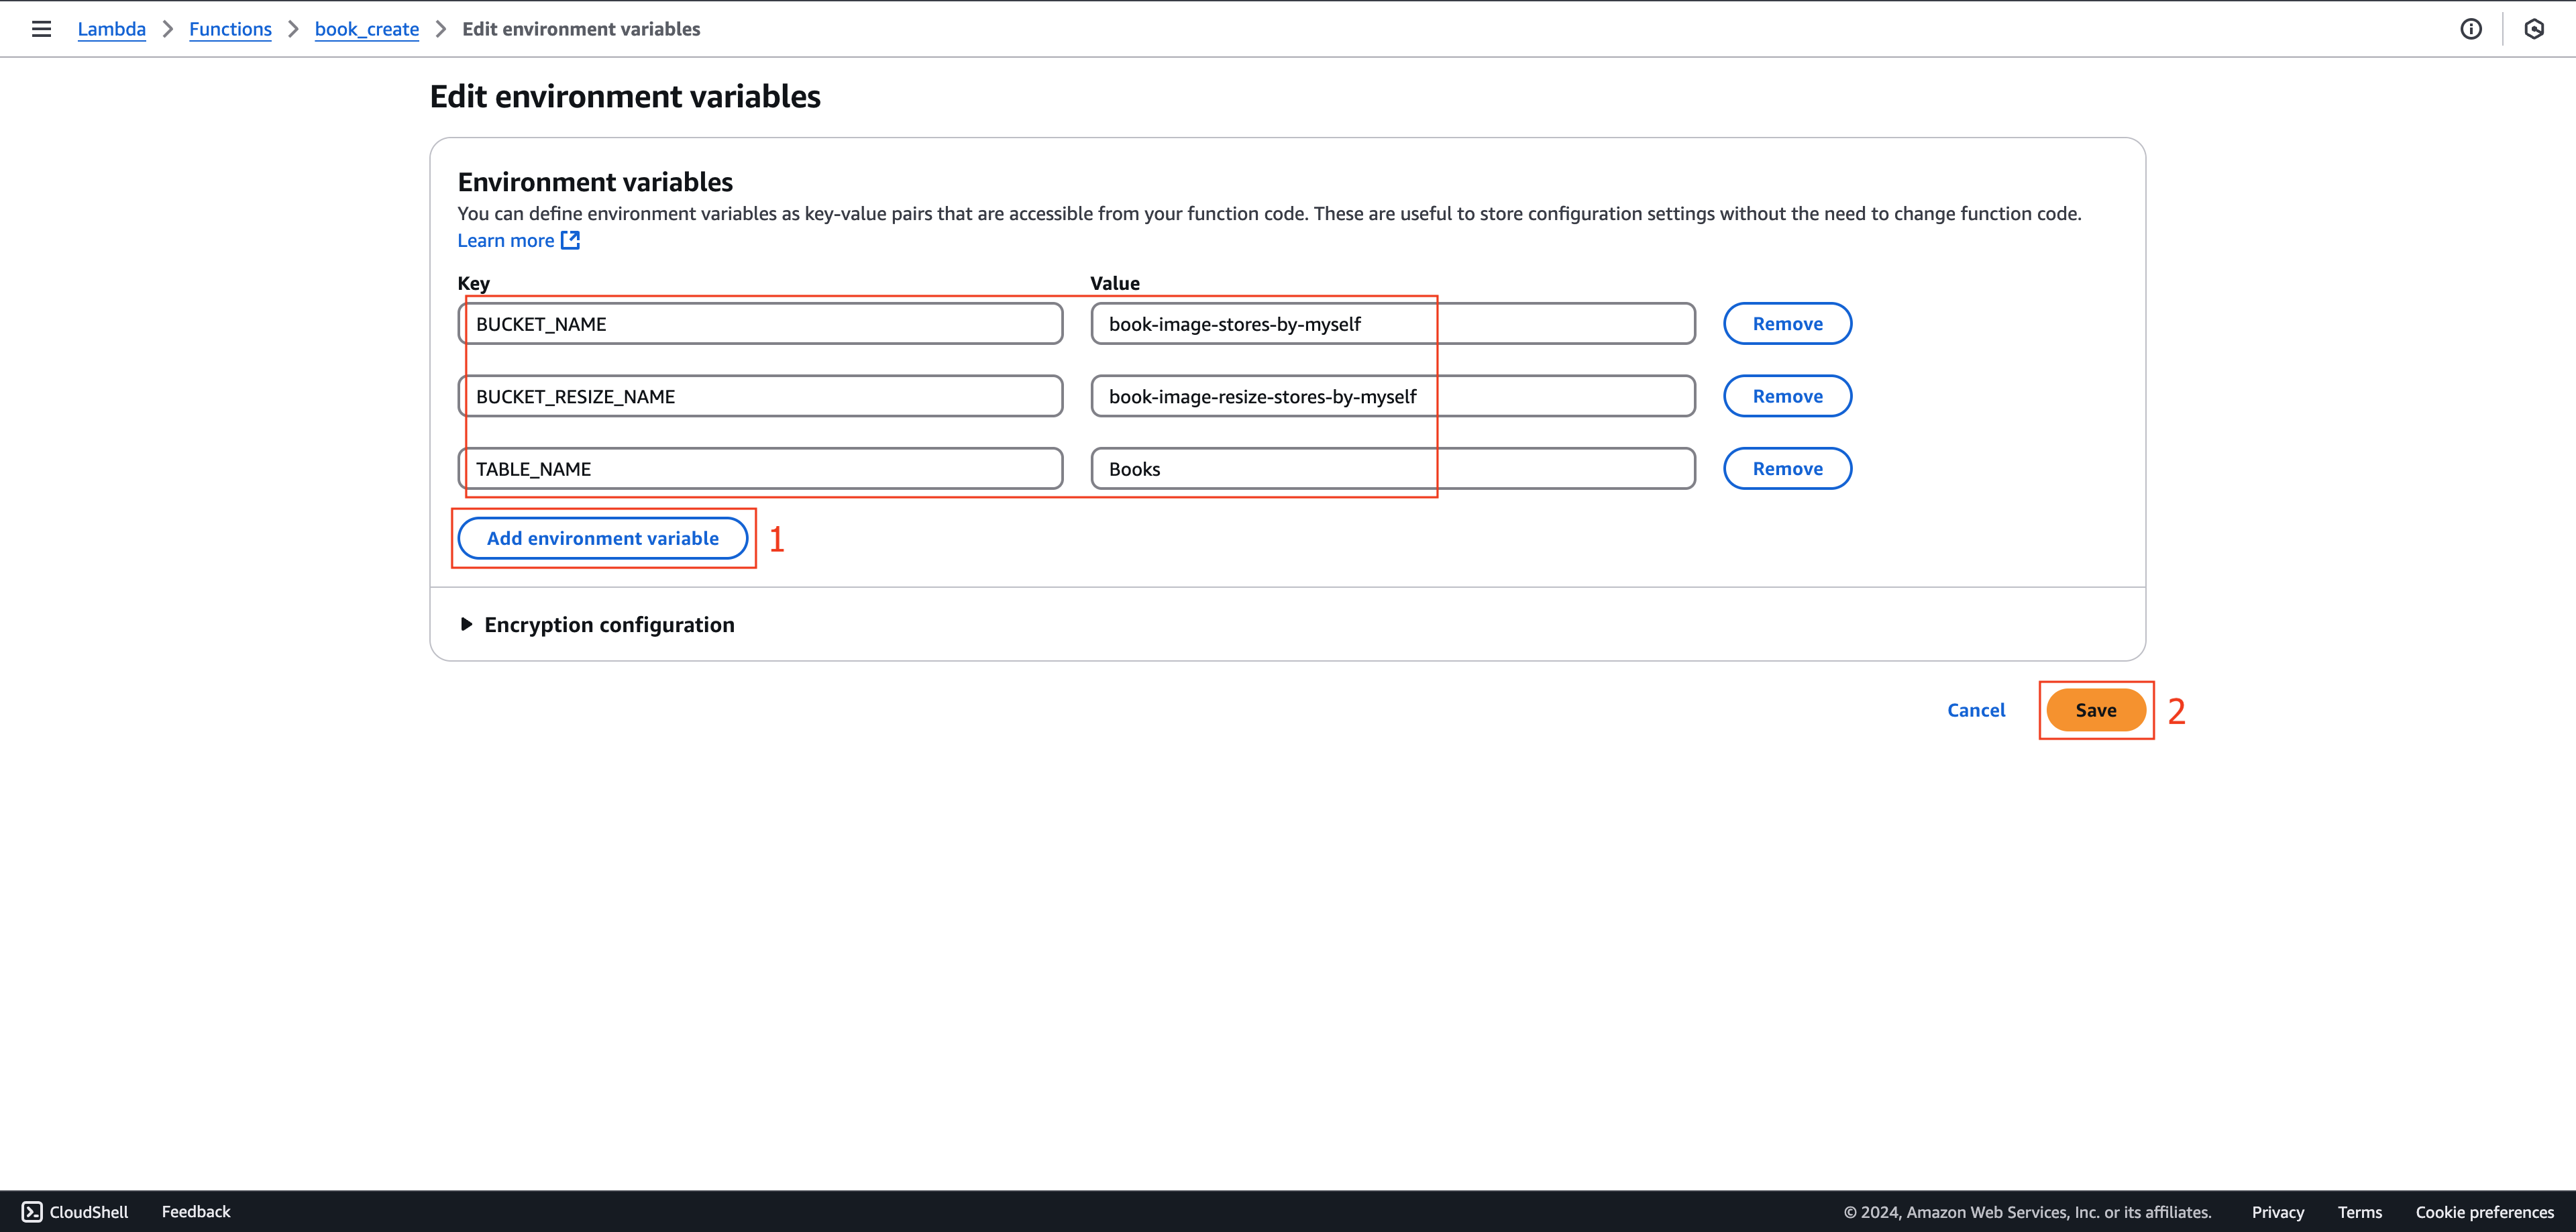 Lambda > Functions > book_create > Edit environment variables
Edit environment variables
Environment variables
You can define environment variables as key-value pairs that are accessible from your function code. These are useful to store configuration settings without the need to change function code.
Learn more
Key Value
BUCKET_NAME book-image-stores-by-myself Remove
BUCKET_RESIZE_NAME book-image-resize-stores-by-myself Remove
TABLE_NAME Books Remove
Add environment variable 1
Encryption configuration
Cancel Save 2
CloudShell Feedback © 2024, Amazon Web Services, Inc. or its affiliates. Privacy Terms Cookie preferences